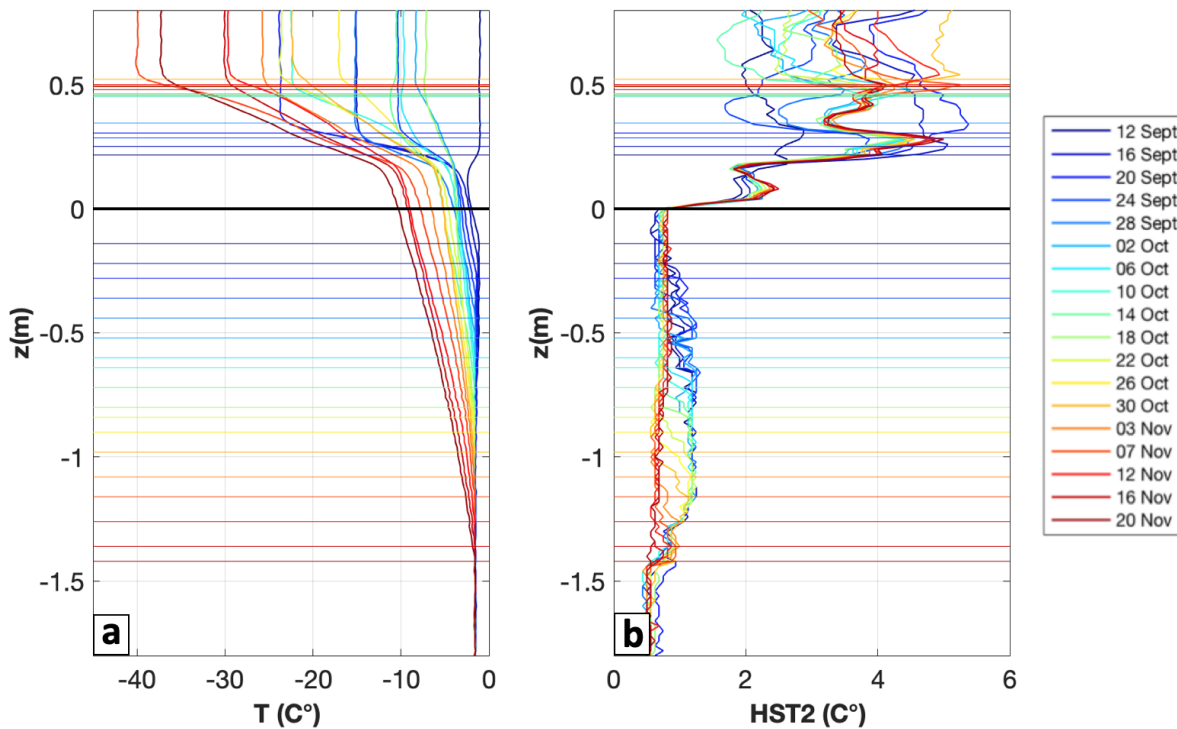 0.5
0
-0.5
-1
-1.5
z(m)
a
-40 -30 -20 -10 0
T (C°)
0.5
0
-0.5
-1
-1.5
z(m)
b
0 2 4 6
HST2 (C°)
12 Sept
16 Sept
20 Sept
24 Sept
28 Sept
02 Oct
06 Oct
10 Oct
14 Oct
18 Oct
22 Oct
26 Oct
30 Oct
03 Nov
07 Nov
12 Nov
16 Nov
20 Nov